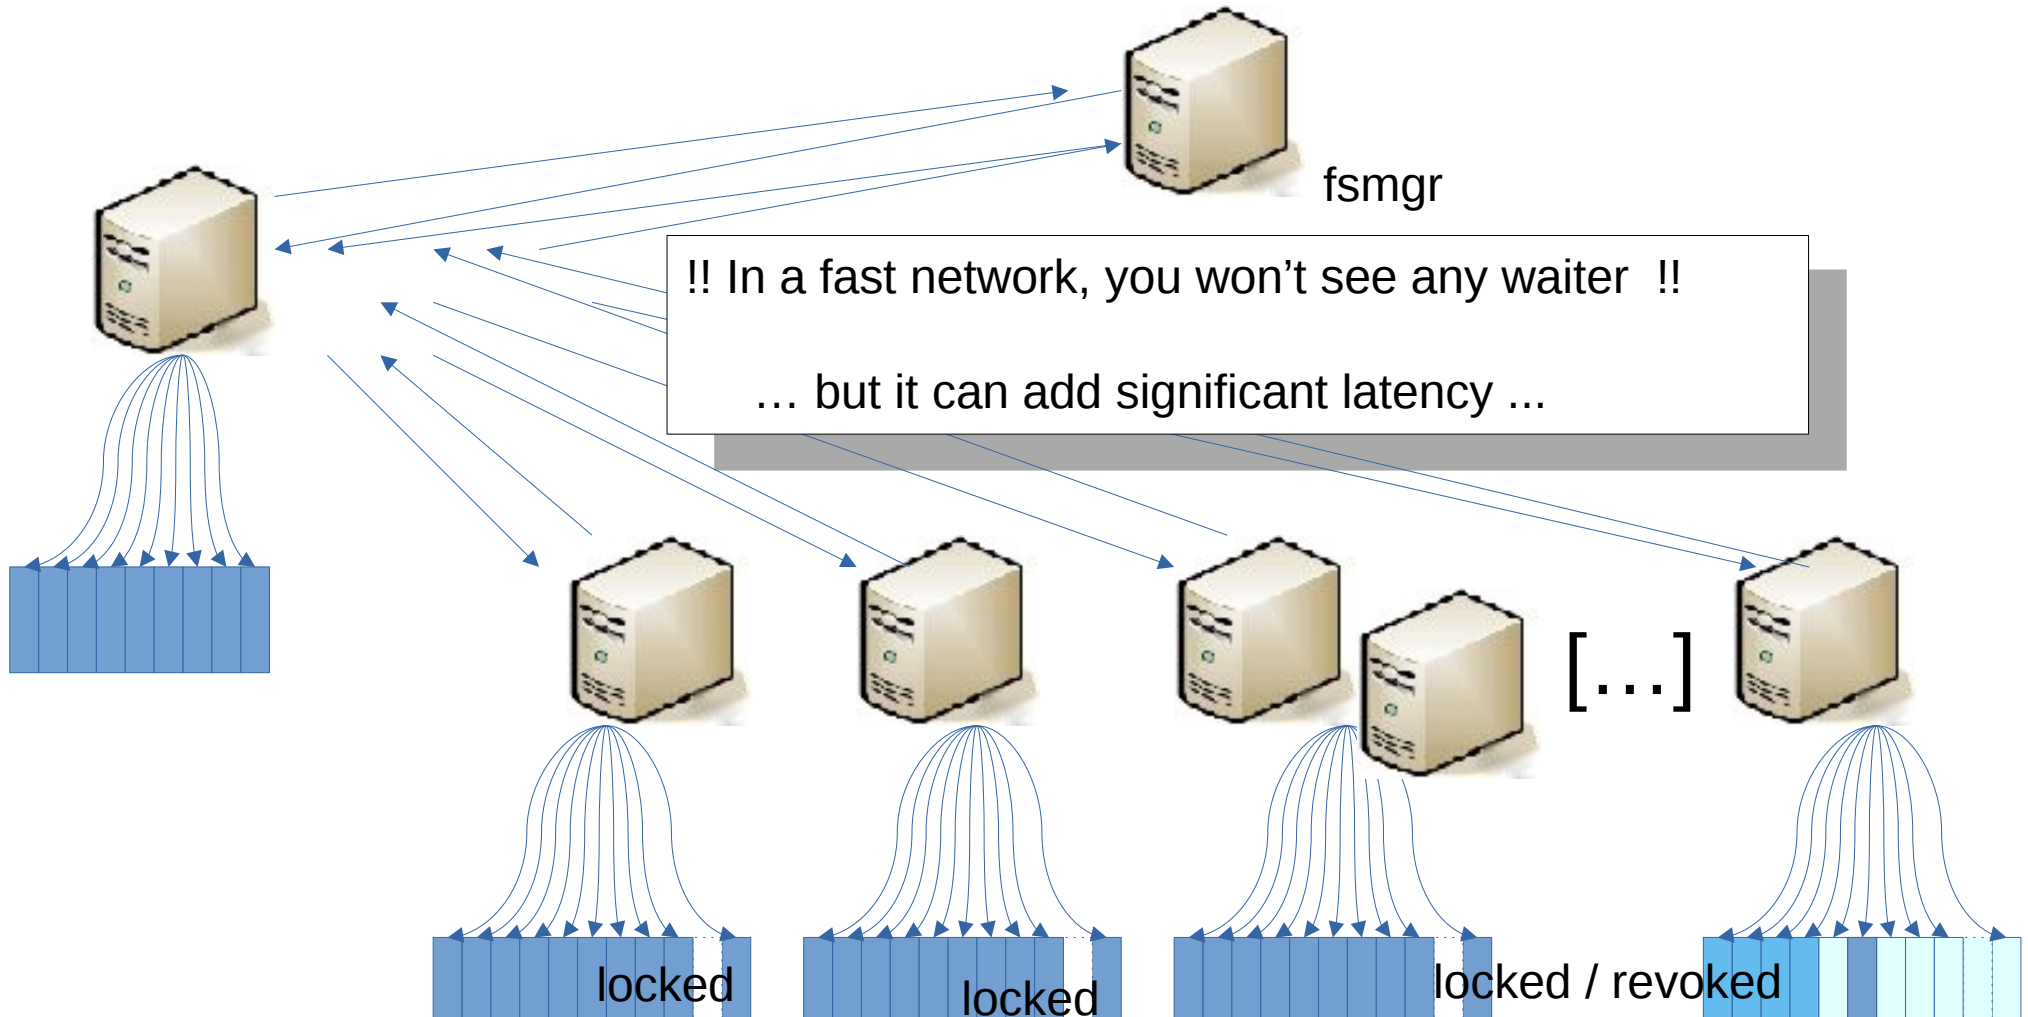 fsmgr
!! In a fast network, you won’t see any waiter  !!
… but it can add significant latency ...
[...]
locked
locked
locked / revoked